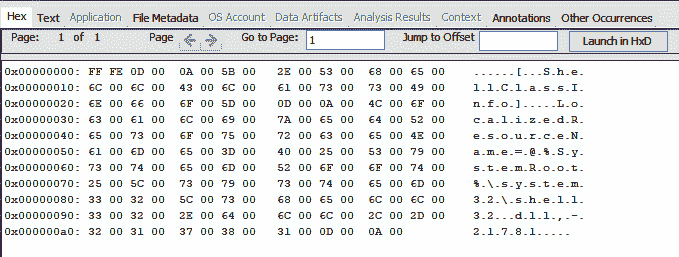 Hex Text Application File Metadata OS Account Data Artifacts Analysis Results Context Annotations Other Occurrences
Page: 1 of 1 Page Go to Page: 1 Jump to Offset Launch in HxD
0x00000000: FF FE 0D 00 0A 00 5B 00 2E 00 53 00 68 00 65 00 ......[...S.h.e.
0x00000010: 6C 00 6C 00 43 00 6C 00 61 00 73 00 73 00 49 00 l.l.C.l.a.s.s.I.
0x00000020: 6E 00 66 00 6F 00 5D 00 0D 00 0A 00 4C 00 6F 00 n.f.o.].....L.o.
0x00000030: 63 00 61 00 6C 00 69 00 7A 00 65 00 64 00 52 00 c.a.l.i.z.e.d.R.
0x00000040: 65 00 73 00 6F 00 75 00 72 00 63 00 65 00 4E 00 e.s.o.u.r.c.e.N.
0x00000050: 61 00 6D 00 65 00 3D 00 40 00 25 00 53 00 79 00 a.m.e.=.@.%.S.y.
0x00000060: 73 00 74 00 65 00 6D 00 52 00 6F 00 6F 00 74 00 s.t.e.m.R.o.o.t.
0x00000070: 25 00 5C 00 73 00 79 00 73 00 74 00 65 00 6D 00 %.\.s.y.s.t.e.m.
0x00000080: 33 00 32 00 5C 00 73 00 68 00 65 00 6C 00 6C 00 3.2.\.s.h.e.l.l.
0x00000090: 33 00 32 00 2E 00 64 00 6C 00 6C 00 2C 00 2D 00 3.2...d.l.l.,.-.
0x000000a0: 32 00 31 00 37 00 38 00 31 00 0D 00 0A 00 2.1.7.8.1.....